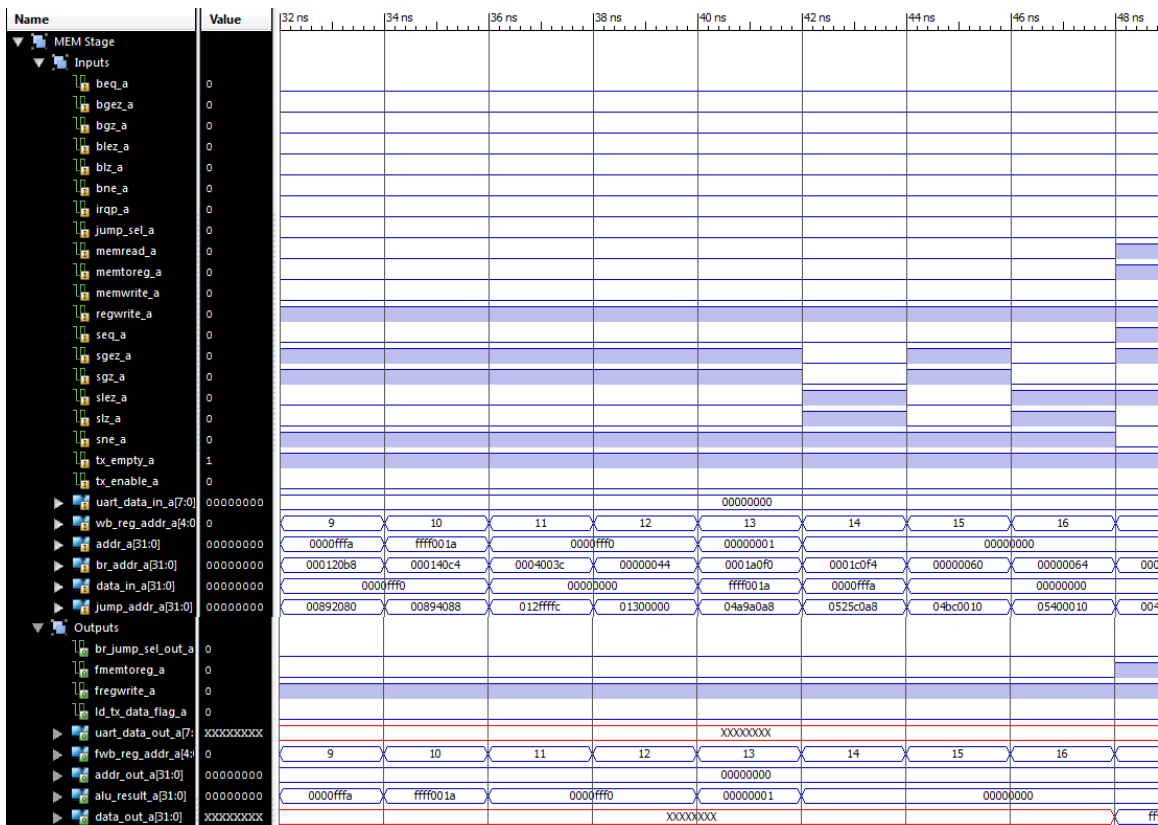 Name Value 32 ns 34 ns 36 ns 38 ns 40 ns 42 ns 44 ns 46 ns 48 ns
MEM Stage
Inputs
beq_a 0
bgez_a 0
bgz_a 0
blez_a 0
blz_a 0
bne_a 0
irqp_a 0
jump_sel_a 0
memread_a 0
memtoreg_a 0
memwrite_a 0
regwrite_a 0
seq_a 0
sgez_a 0
sgz_a 0
slez_a 0
slz_a 0
sne_a 0
tx_empty_a 1
tx_enable_a 0
uart_data_in_a[7:0] 00000000 00000000
wb_reg_addr_a[4:0 0 9 10 11 12 13 14 15 16
addr_a[31:0] 00000000 0000fffa ffff001a 0000fff0 00000001 00000000
br_addr_a[31:0] 00000000 000120b8 000140c4 0004003c 00000044 0001a0f0 0001c0f4 00000060 00000064 000
data_in_a[31:0] 00000000 0000fff0 00000000 ffff001a 0000fffa 00000000
jump_addr_a[31:0] 00000000 00892080 00894088 012ffffc 01300000 04a9a0a8 0525c0a8 04bc0010 05400010 004
Outputs
br_jump_sel_out_a 0
fmemtoreg_a 0
fregwrite_a 0
ld_tx_data_flag_a 0
uart_data_out_a[7: XXXXXXXX XXXXXXXX
fwb_reg_addr_a[4: 0 9 10 11 12 13 14 15 16
addr_out_a[31:0] 00000000 00000000
alu_result_a[31:0] 00000000 0000fffa ffff001a 0000fff0 00000001 00000000
data_out_a[31:0] XXXXXXXX XXXXXXXX ff